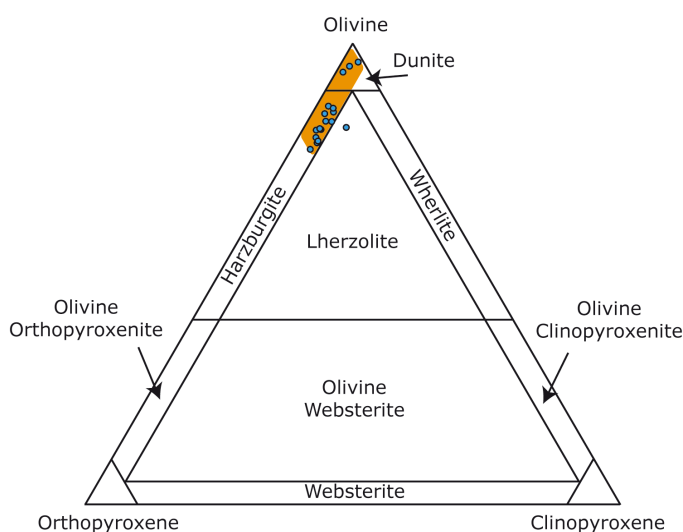 Olivine
Dunite
Harzburgite
Wherlite
Lherzolite
Olivine
Orthopyroxenite
Olivine
Clinopyroxenite
Olivine
Websterite
Websterite
Orthopyroxene
Clinopyroxene